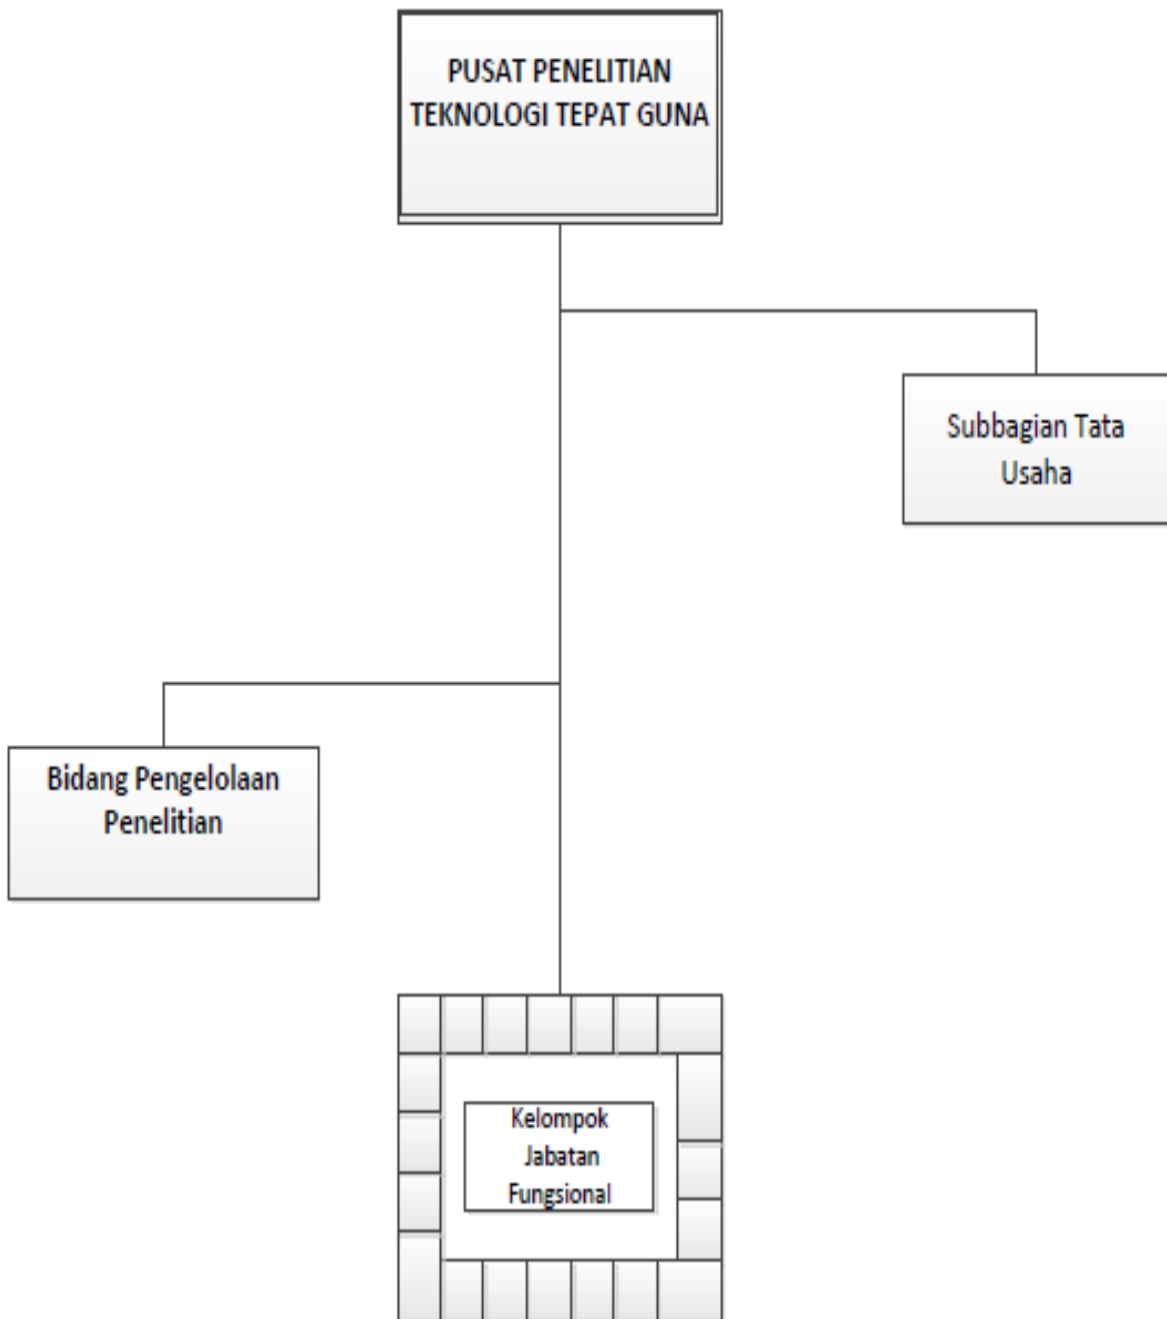 PUSAT PENELITIAN
TEKNOLOGI TEPAT GUNA
Subbagian Tata
Usaha
Bidang Pengelolaan
Penelitian
Kelompok
Jabatan
Fungsional